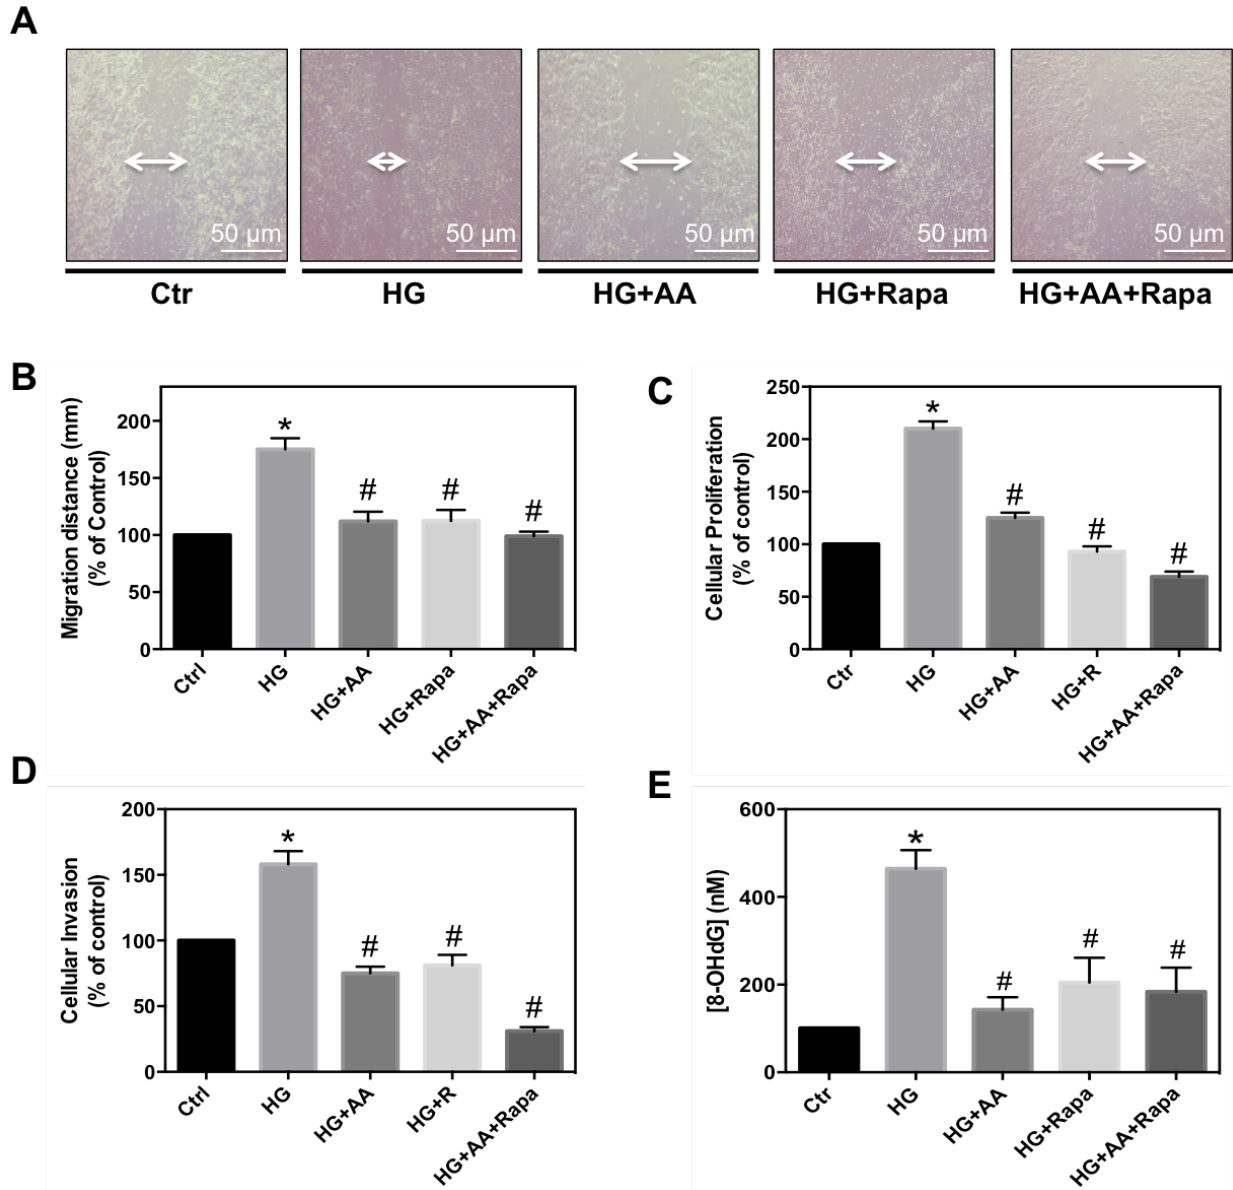 A
50 µm 50 µm 50 µm 50 µm 50 µm
Ctr HG HG+AA HG+Rapa HG+AA+Rapa
B
Migration distance (mm)
(% of Control)
200
150
100
50
0
*
#
#
#
Ctrl HG HG+AA HG+Rapa HG+AA+Rapa
C
Cellular Proliferation
(% of control)
250
200
150
100
50
0
*
#
#
#
Ctr HG HG+AA HG+R HG+AA+Rapa
D
Cellular Invasion
(% of control)
200
150
100
50
0
*
#
#
#
Ctrl HG HG+AA HG+R HG+AA+Rapa
E
[8-OHdG] (nM)
600
400
200
0
*
#
#
#
Ctr HG HG+AA HG+Rapa HG+AA+Rapa